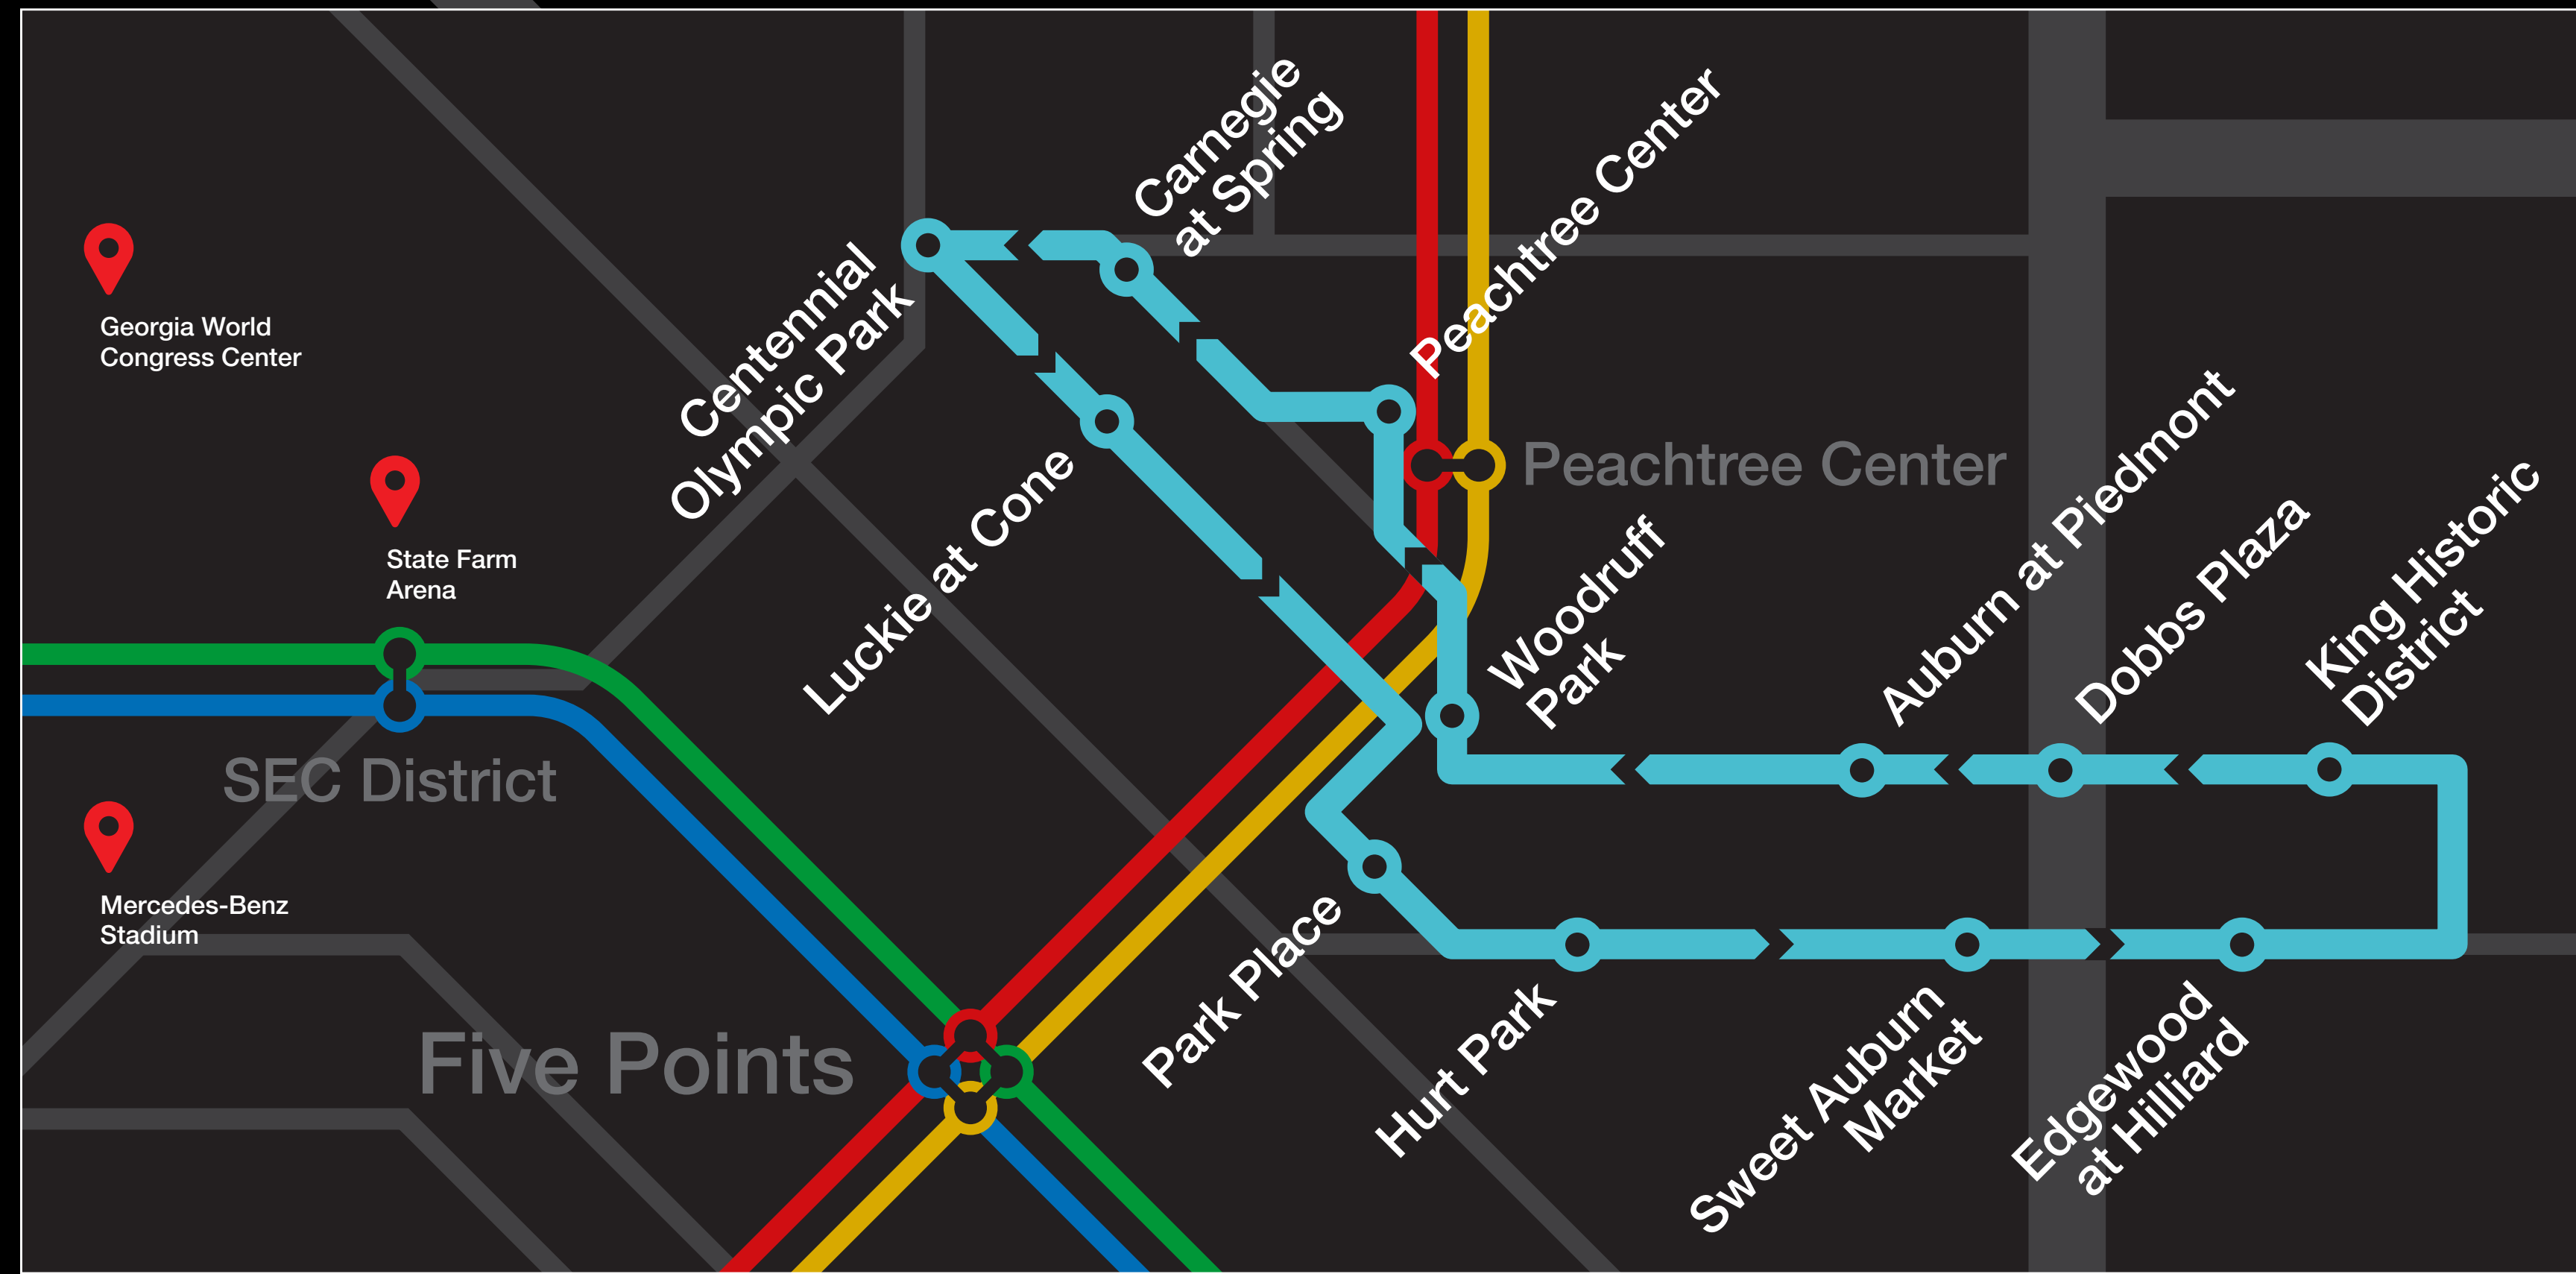 Carnegie
at Spring
Peachtree Center
Centennial
Olympic Park
Georgia World
Congress Center
Luckie at Cone
Peachtree Center
State Farm
Arena
Woodruff
Park
Auburn at Piedmont
Dobbs Plaza
King Historic
District
SEC District
Mercedes-Benz
Stadium
Five Points
Park Place
Hurt Park
Sweet Auburn
Market
Edgewood
at Hilliard